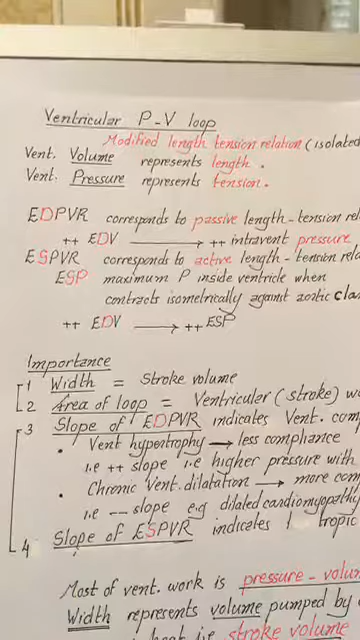 Ventricular P-V loop
Modified length tension relation (isolated
Vent. Volume represents length.
Vent. Pressure represents tension.
EDPVR corresponds to passive length-tension rel
++ EDV → ++ intravent pressure
ESPVR corresponds to active length-tension rela
ESP maximum P inside ventricle when
contracts isometrically against aortic cla
++ EDV → ++ ESP
Importance
1 Width = Stroke volume
2 Area of loop = Ventricular (stroke) w
3 Slope of EDPVR indicates Vent. com
• Vent hypertrophy → less compliance
i.e ++ slope i.e higher pressure with
• Chronic Vent. dilatation → more com
i.e -- slope e.g dilated cardiomyopathy
4 Slope of ESPVR indicates tropic
Most of vent. work is pressure-volum
Width represents volume pumped by
i.e. stroke volume